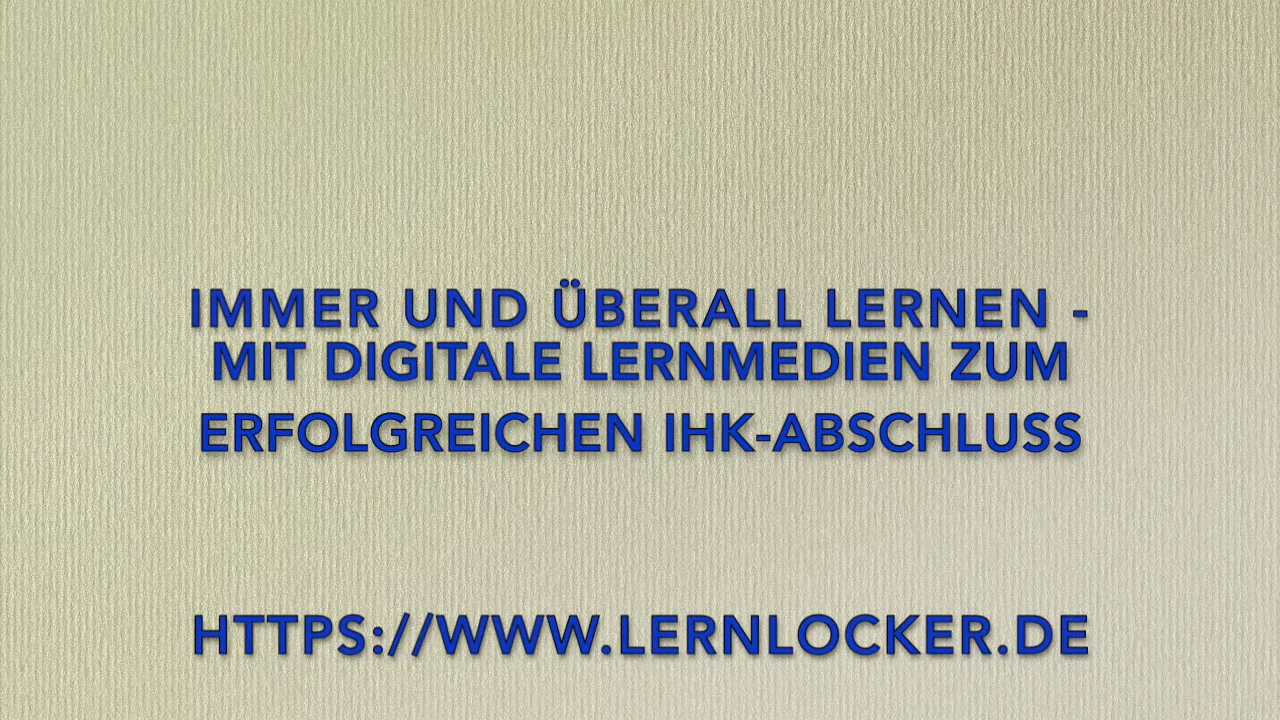 IMMER UND ÜBERALL LERNEN -
MIT DIGITALE LERNMEDIEN ZUM
ERFOLGREICHEN IHK-ABSCHLUSS
HTTPS://WWW.LERNLOCKER.DE